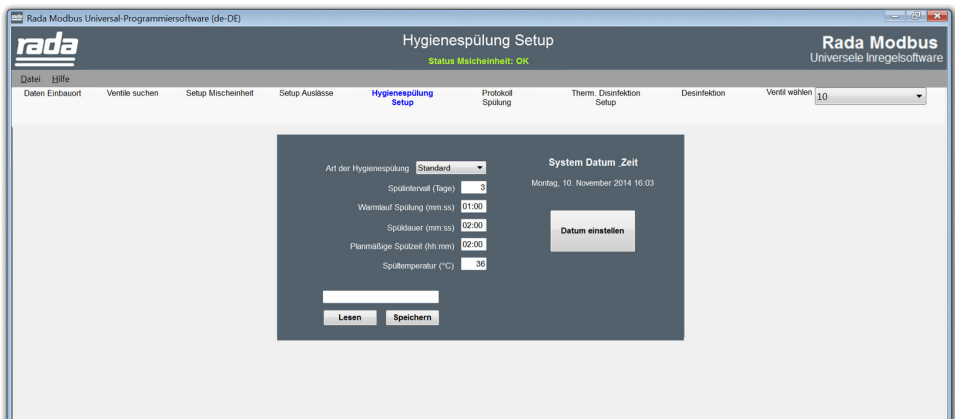 Rada Modbus Universal-Programmiersoftware (de-DE)
rada
Hygienespülung Setup
Status Msicheinheit: OK
Rada Modbus
Universele Inregelsoftware
Datei Hilfe
Daten Einbauort Ventile suchen Setup Mischeinheit Setup Auslässe Hygienespülung Setup Protokoll Spülung Therm. Disinfektion Setup Desinfektion Ventil wählen 10
Art der Hygienespülung Standard
Spülintervall (Tage) 3
Warmlauf Spülung (mm:ss) 01:00
Spüldauer (mm:ss) 02:00
Planmäßige Spülzeit (hh:mm) 02:00
Spültemperatur (°C) 36
Lesen Speichern
System Datum_Zeit
Montag, 10. November 2014 16:03
Datum einstellen